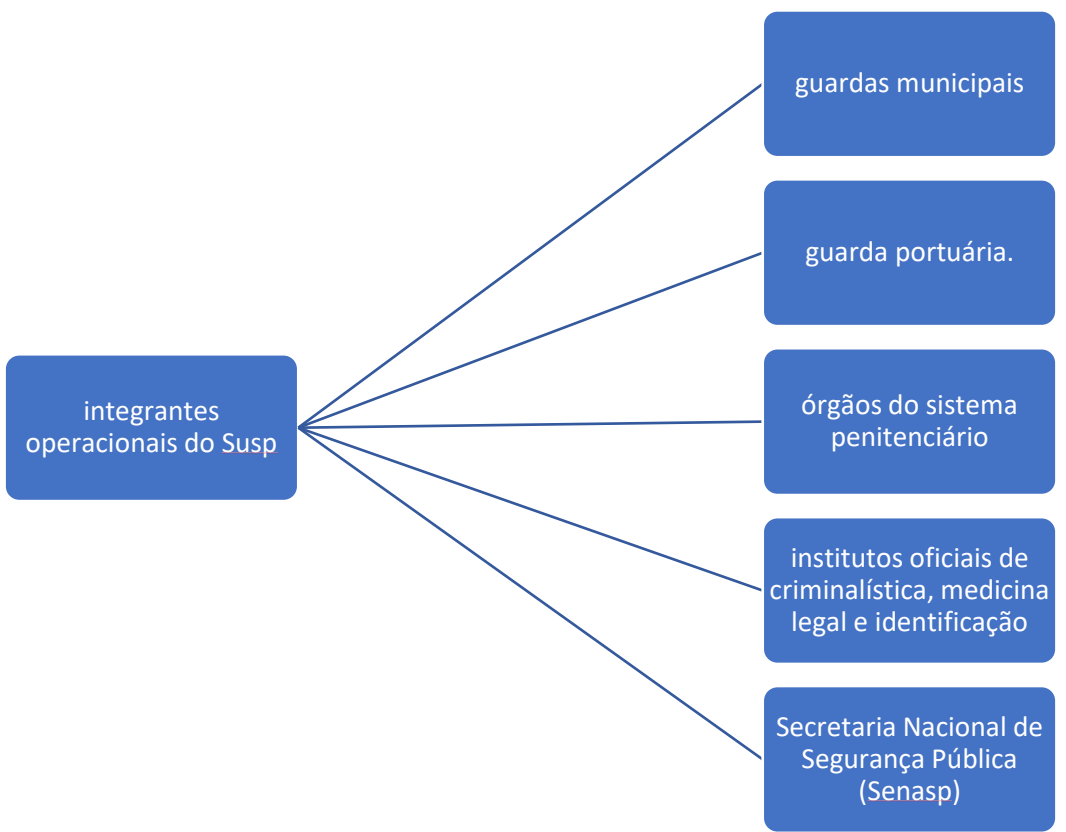 integrantes
operacionais do Susp
guardas municipais
guarda portuária.
órgãos do sistema
penitenciário
institutos oficiais de
criminalística, medicina
legal e identificação
Secretaria Nacional de
Segurança Pública
(Senasp)